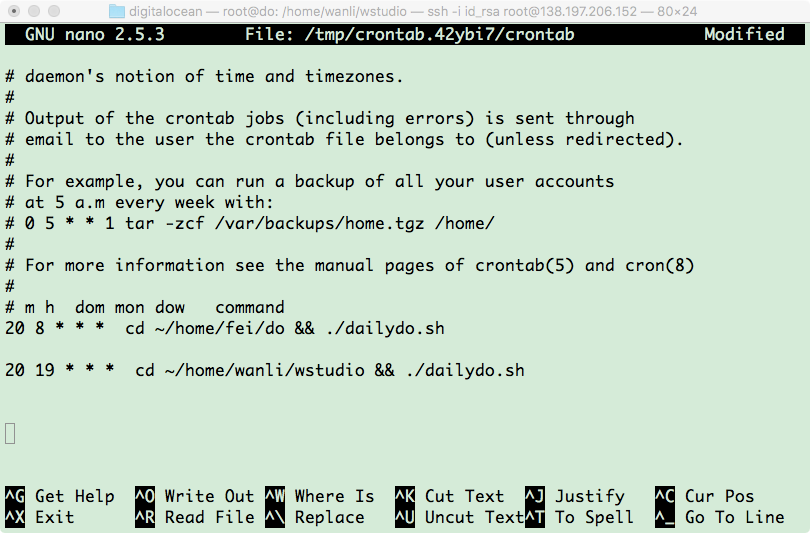 digitalocean — root@do: /home/wanli/wstudio — ssh -i id_rsa root@138.197.206.152 — 80×24
GNU nano 2.5.3 File: /tmp/crontab.42ybi7/crontab Modified
# daemon's notion of time and timezones.
#
# Output of the crontab jobs (including errors) is sent through
# email to the user the crontab file belongs to (unless redirected).
#
# For example, you can run a backup of all your user accounts
# at 5 a.m every week with:
# 0 5 * * 1 tar -zcf /var/backups/home.tgz /home/
#
# For more information see the manual pages of crontab(5) and cron(8)
#
# m h  dom mon dow   command
20 8 * * *  cd ~/home/fei/do && ./dailydo.sh
20 19 * * *  cd ~/home/wanli/wstudio && ./dailydo.sh
^G Get Help ^O Write Out ^W Where Is ^K Cut Text ^J Justify ^C Cur Pos
^X Exit ^R Read File ^\ Replace ^U Uncut Text ^T To Spell ^_ Go To Line